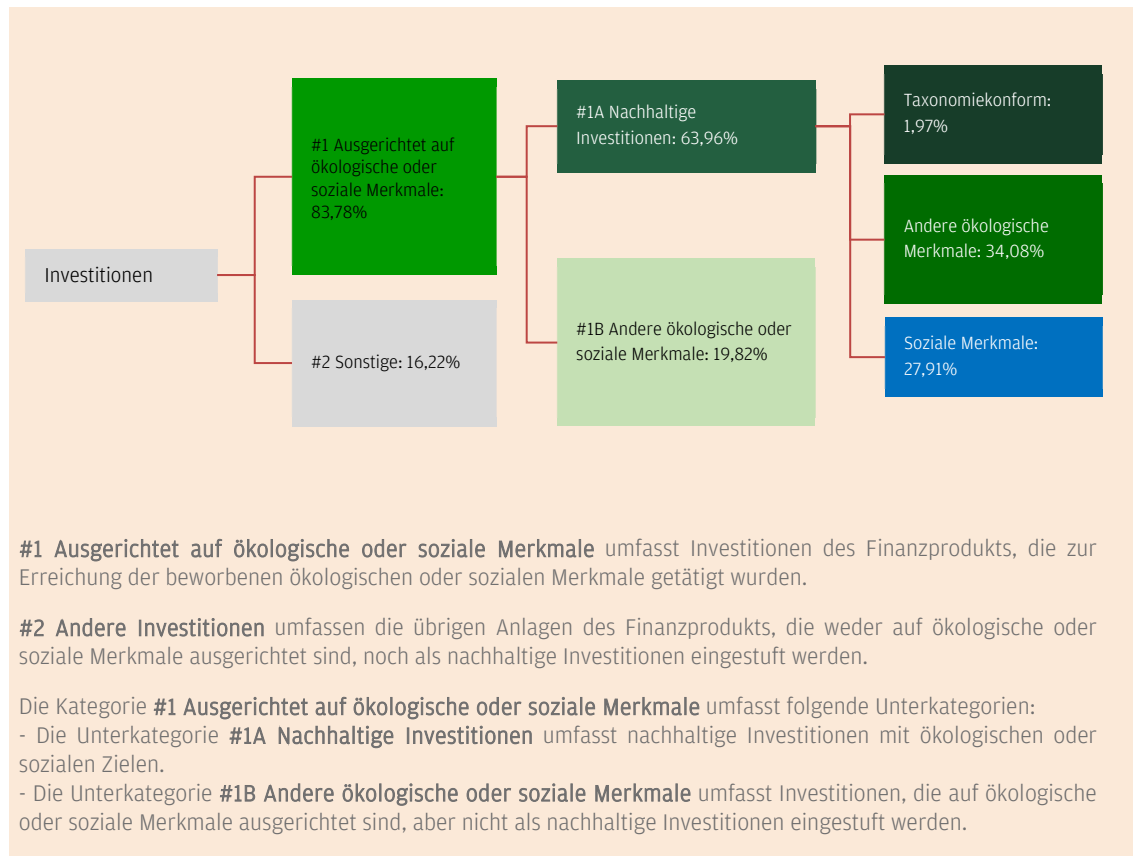 Investitionen
#1 Ausgerichtet auf
ökologische oder
soziale Merkmale:
83,78%
#2 Sonstige: 16,22%
#1A Nachhaltige
Investitionen: 63,96%
#1B Andere ökologische oder
soziale Merkmale: 19,82%
Taxonomiekonform:
1,97%
Andere ökologische
Merkmale: 34,08%
Soziale Merkmale:
27,91%
#1 Ausgerichtet auf ökologische oder soziale Merkmale umfasst Investitionen des Finanzprodukts, die zur
Erreichung der beworbenen ökologischen oder sozialen Merkmale getätigt wurden.
#2 Andere Investitionen umfassen die übrigen Anlagen des Finanzprodukts, die weder auf ökologische oder
soziale Merkmale ausgerichtet sind, noch als nachhaltige Investitionen eingestuft werden.
Die Kategorie #1 Ausgerichtet auf ökologische oder soziale Merkmale umfasst folgende Unterkategorien:
- Die Unterkategorie #1A Nachhaltige Investitionen umfasst nachhaltige Investitionen mit ökologischen oder
sozialen Zielen.
- Die Unterkategorie #1B Andere ökologische oder soziale Merkmale umfasst Investitionen, die auf ökologische
oder soziale Merkmale ausgerichtet sind, aber nicht als nachhaltige Investitionen eingestuft werden.